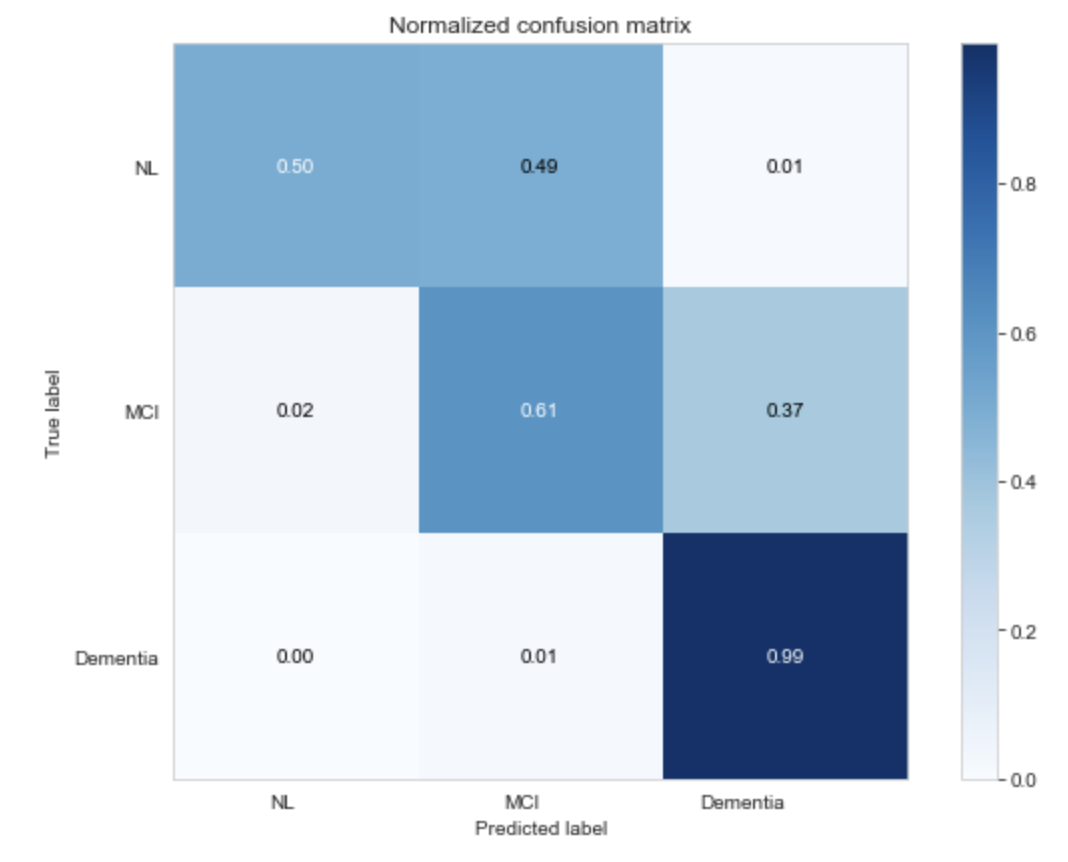 Normalized confusion matrix
NL
0.50
0.49
0.01
0.8
0.6
True label
MCI
0.02
0.61
0.37
0.4
0.2
Dementia
0.00
0.01
0.99
0.0
NL
MCI
Dementia
Predicted label